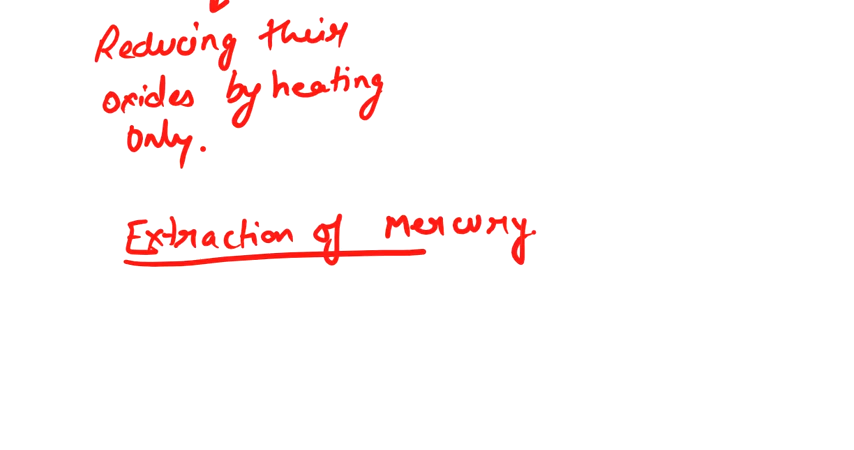 Reducing their
oxides by heating
only.
Extraction of Mercury